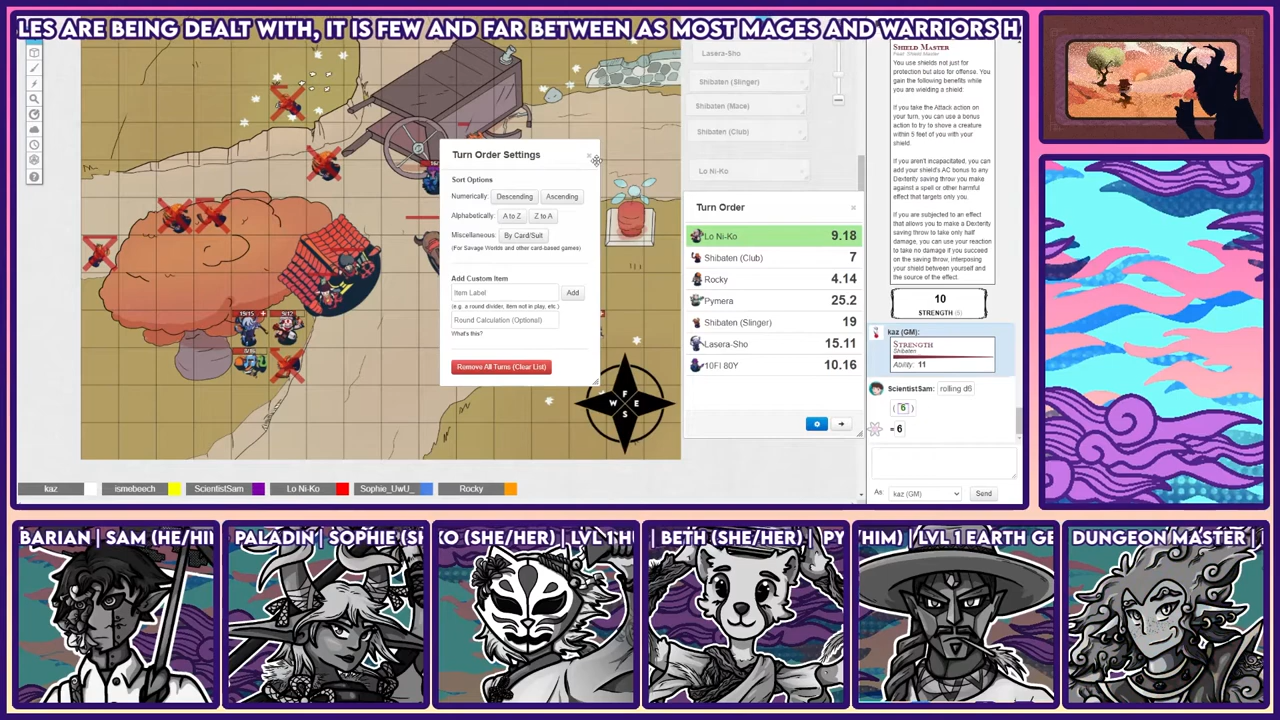 LES ARE BEING DEALT WITH, IT IS FEW AND FAR BETWEEN AS MOST MAGES AND WARRIORS H
Lasera-Sho
Shibaten (Slinger)
Shibaten (Mace)
Shibaten (Club)
Lo Ni-Ko
Turn Order Settings
Sort Options
Numerically: Descending Ascending
Alphabetically: A to Z Z to A
Miscellaneous: By Card/Suit
(For Savage Worlds and other card-based games)
Add Custom Item
Item Label Add
(e.g. a round divider, item not in play, etc.)
Round Calculation (Optional)
What's this?
Remove All Turns (Clear List)
15/15
9/12
N
W E
S
Turn Order
Lo Ni-Ko 9.18
Shibaten (Club) 7
Rocky 4.14
Pymera 25.2
Shibaten (Slinger) 19
Lasera-Sho 15.11
10FI 80Y 10.16
SHIELD MASTER
Feat: Shield Master
You use shields not just for
protection but also for offense. You
gain the following benefits while
you are wielding a shield:
If you take the Attack action on
your turn, you can use a bonus
action to try to shove a creature
within 5 feet of you with your
shield.
If you aren't incapacitated, you can
add your shield's AC bonus to any
Dexterity saving throw you make
against a spell or other harmful
effect that targets only you.
If you are subjected to an effect
that allows you to make a Dexterity
saving throw to take only half
damage, you can use your reaction
to take no damage if you succeed
on the saving throw, interposing
your shield between yourself and
the source of the effect.
10
STRENGTH (5)
kaz (GM):
STRENGTH
Shibaten
Ability: 11
ScientistSam: rolling d6
(6)
= 6
As: kaz (GM) Send
kaz
ismebeech
ScientistSam
Lo Ni-Ko
Sophie_UwU_
Rocky
BARIAN | SAM (HE/HI
PALADIN | SOPHIE (S
KO (SHE/HER) | LVL 1 H
| BETH (SHE/HER) | PY
/HIM) | LVL 1 EARTH GE
DUNGEON MASTER |